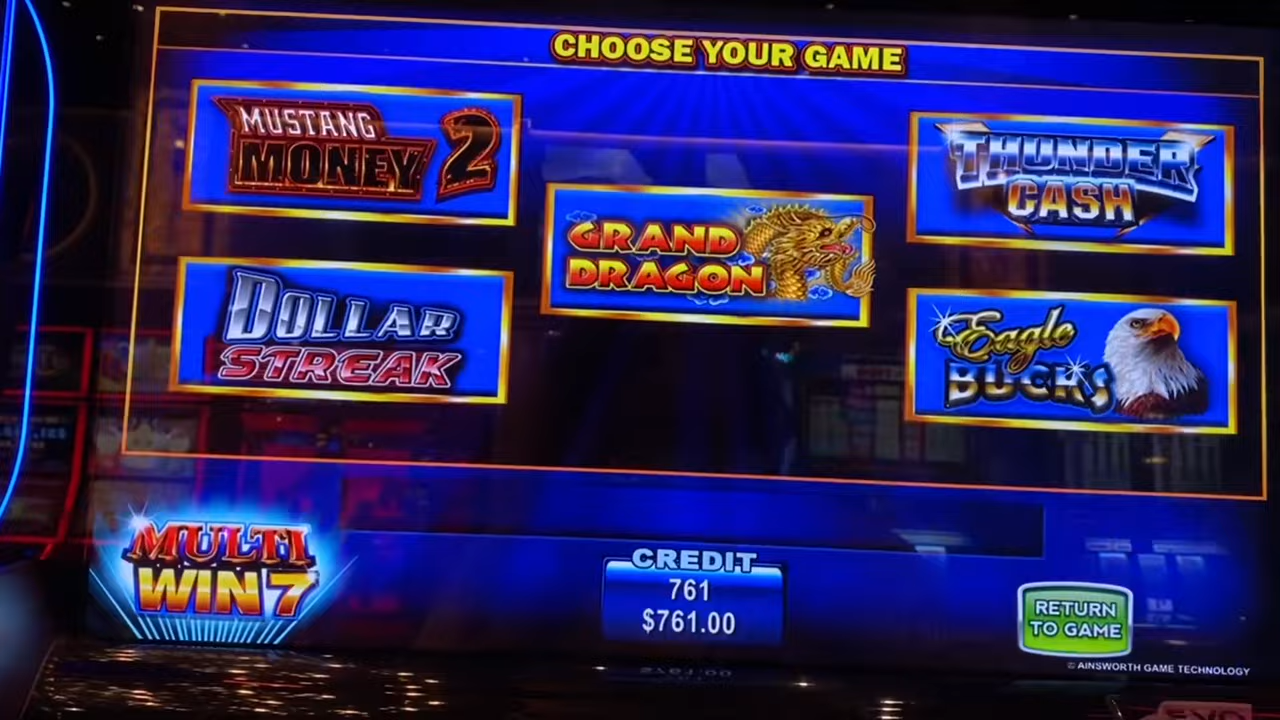 CHOOSE YOUR GAME
MUSTANG
MONEY 2
THUNDER
CASH
GRAND
DRAGON
DOLLAR
STREAK
Eagle
BUCKS
MULTI
WIN 7
CREDIT
761
$761.00
RETURN
TO GAME
© AINSWORTH GAME TECHNOLOGY